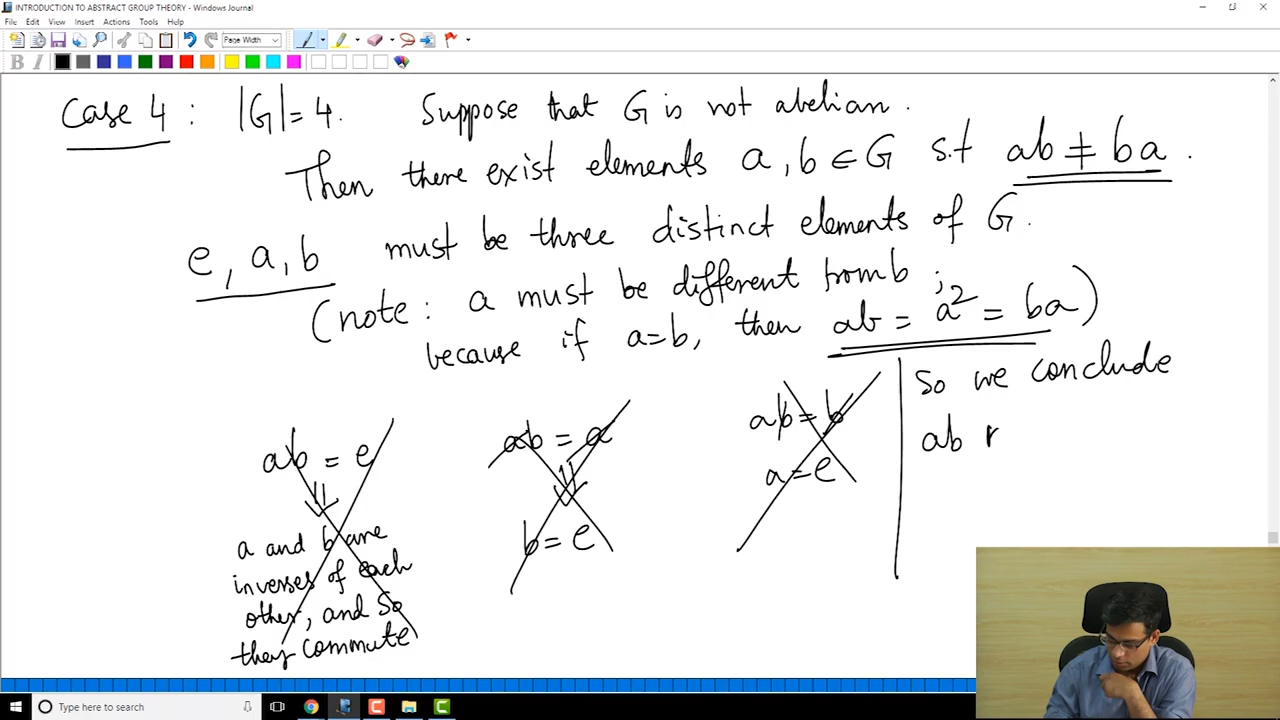 INTRODUCTION TO ABSTRACT GROUP THEORY - Windows Journal
File Edit View Insert Actions Tools Help
Page Width
B I
Case 4 : |G|=4. Suppose that G is not abelian.
Then there exist elements a, b ∈ G s.t ab ≠ ba.
e, a, b must be three distinct elements of G.
(note: a must be different from b;
because if a=b, then ab = a² = ba)
ab = e
⇓
a and b are
inverses of each
other, and so
they commute
ab = a
⇓
b = e
ab = b
a = e
So we conclude
ab
Type here to search